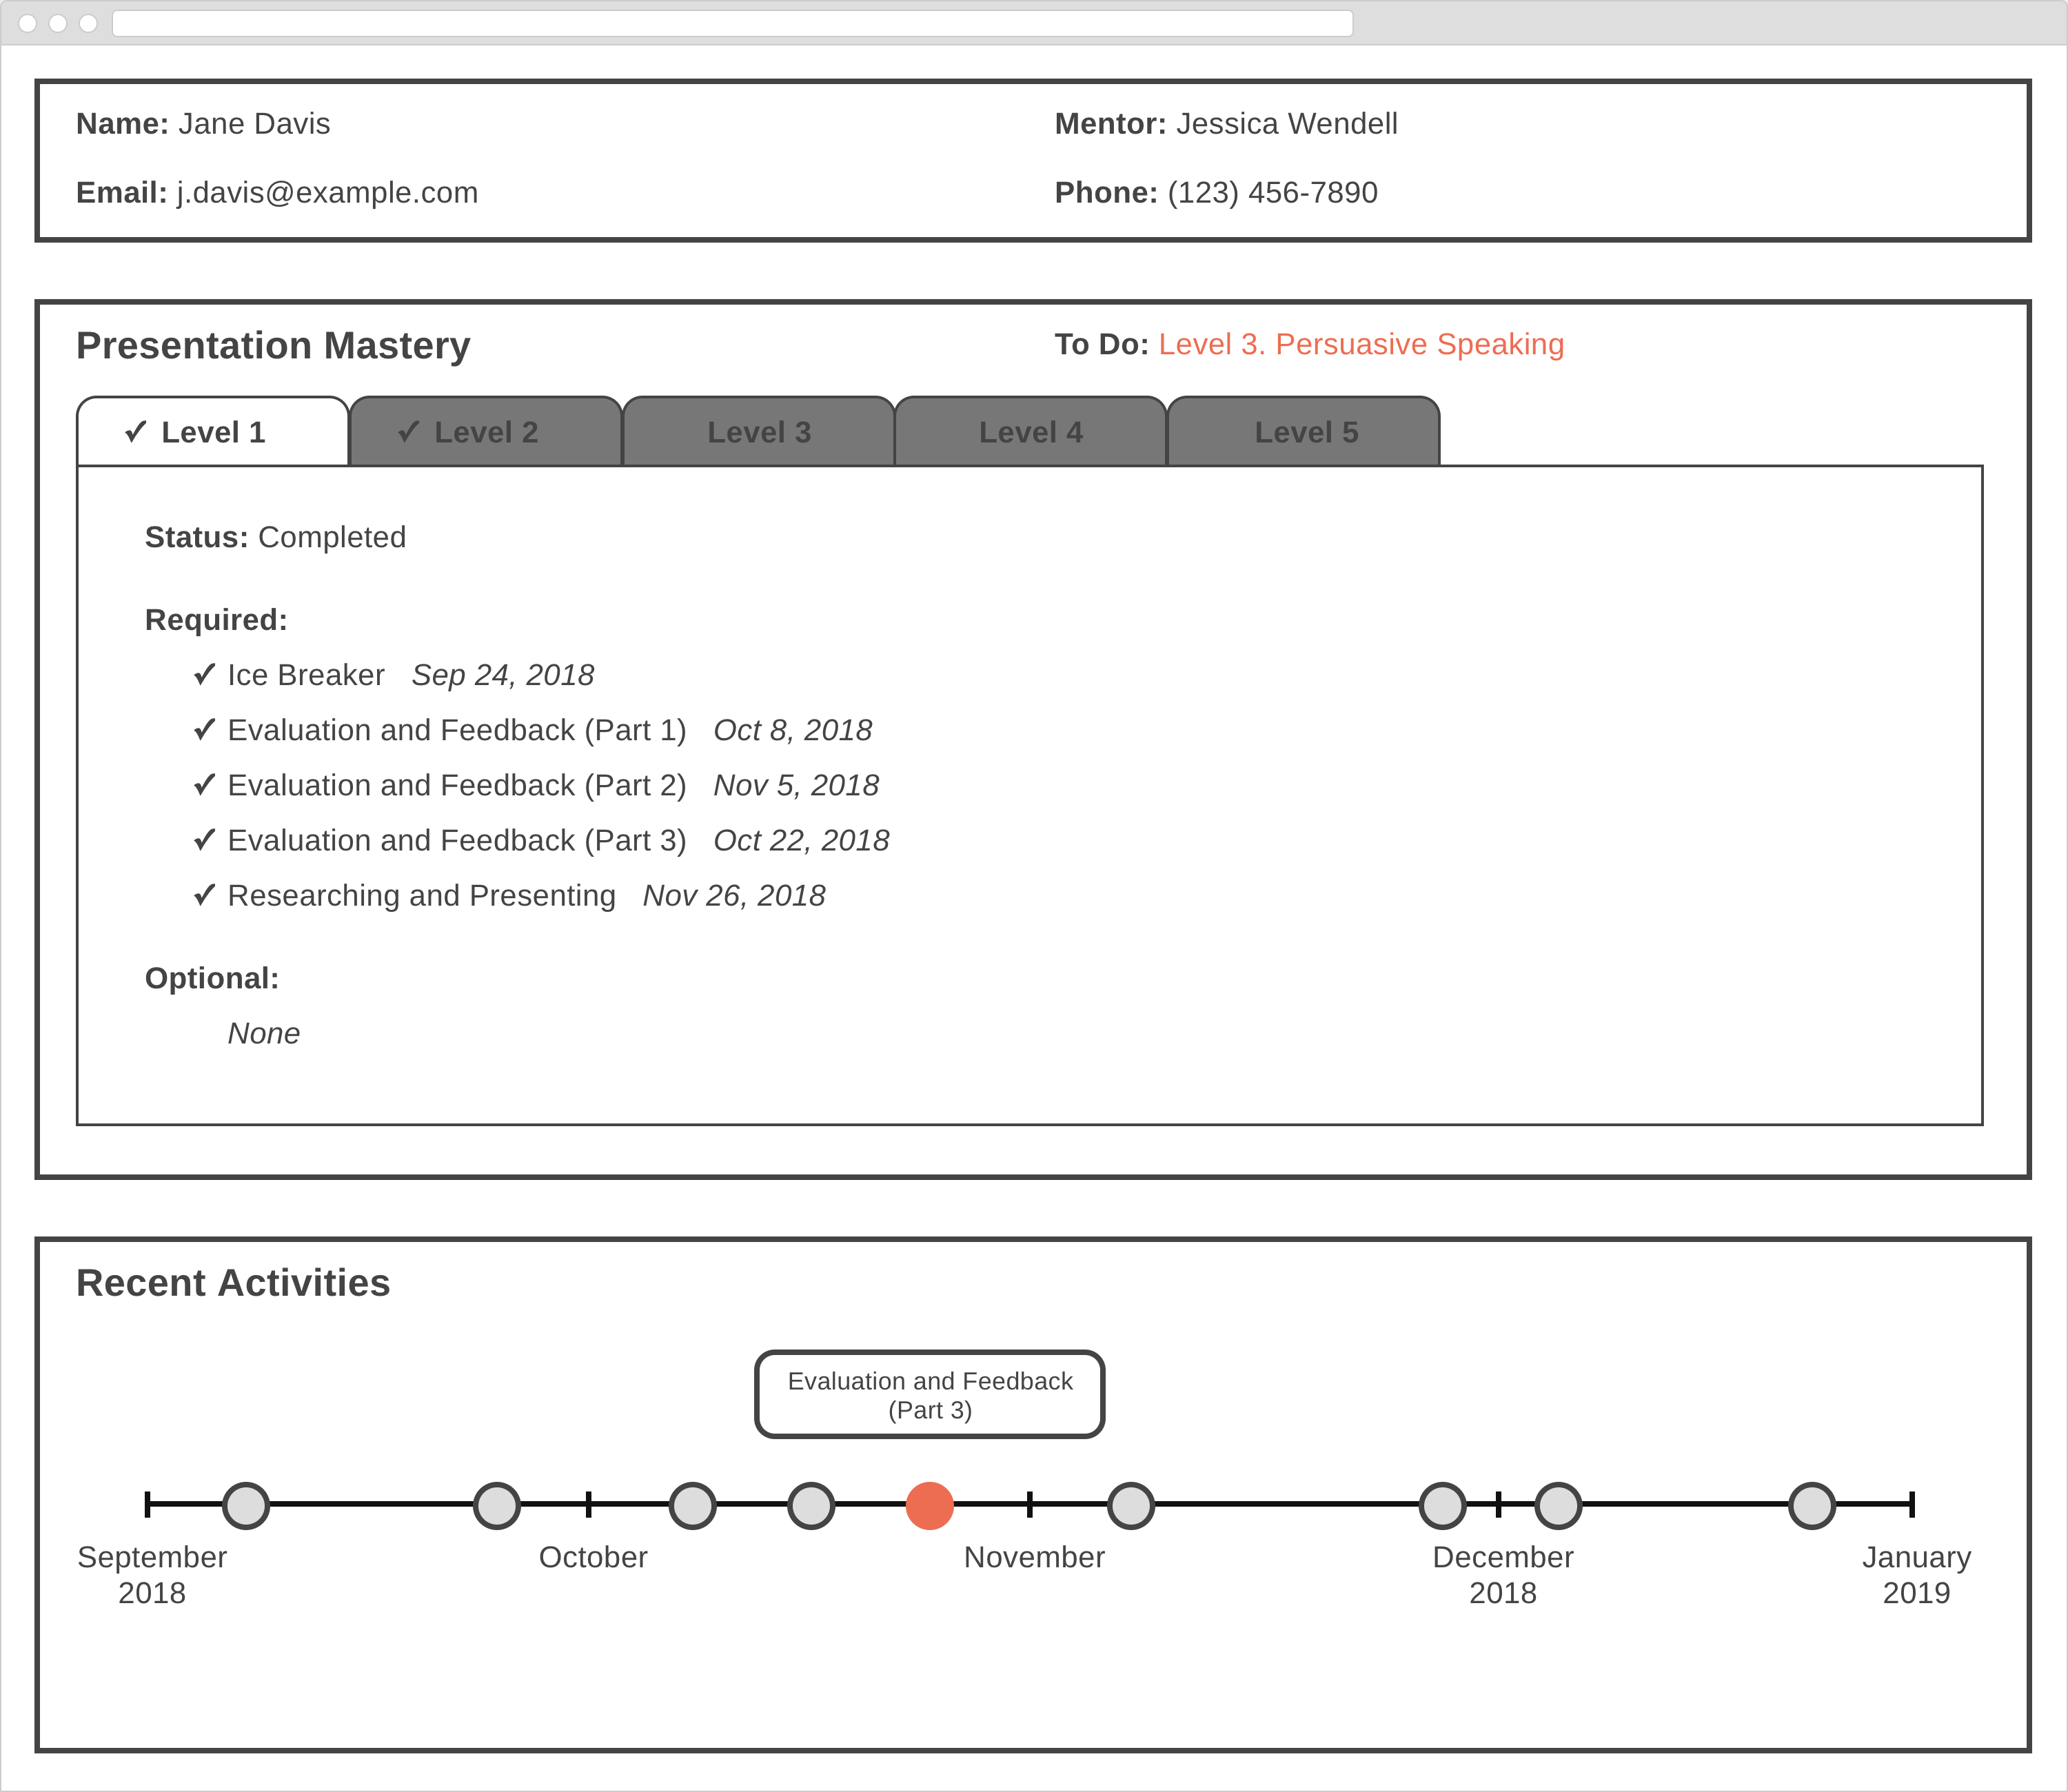 Name: Jane Davis
Mentor: Jessica Wendell
Email: j.davis@example.com
Phone: (123) 456-7890
Presentation Mastery
To Do: Level 3. Persuasive Speaking
✓ Level 1
✓ Level 2
Level 3
Level 4
Level 5
Status: Completed
Required:
✓ Ice Breaker Sep 24, 2018
✓ Evaluation and Feedback (Part 1) Oct 8, 2018
✓ Evaluation and Feedback (Part 2) Nov 5, 2018
✓ Evaluation and Feedback (Part 3) Oct 22, 2018
✓ Researching and Presenting Nov 26, 2018
Optional:
None
Recent Activities
Evaluation and Feedback
(Part 3)
September
2018
October
November
December
2018
January
2019